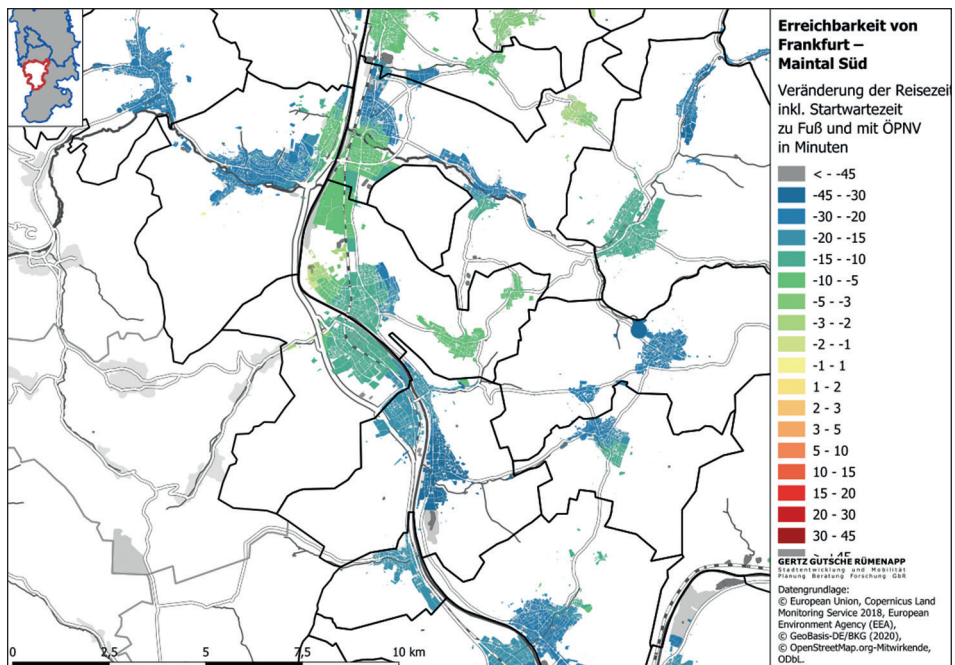 Erreichbarkeit von
Frankfurt –
Maintal Süd
Veränderung der Reisezeit
inkl. Startwartezeit
zu Fuß und mit ÖPNV
in Minuten
< - -45
-45 - -30
-30 - -20
-20 - -15
-15 - -10
-10 - -5
-5 - -3
-3 - -2
-2 - -1
-1 - 1
1 - 2
2 - 3
3 - 5
5 - 10
10 - 15
15 - 20
20 - 30
30 - 45
> - 45
GERTZ GUTSCHE RÜMENAPP
Stadtentwicklung und Mobilität
Planung Beratung Forschung GbR
Datengrundlage:
© European Union, Copernicus Land
Monitoring Service 2018, European
Environment Agency (EEA),
© GeoBasis-DE/BKG (2020),
© OpenStreetMap.org-Mitwirkende,
ODbL.
0 2,5 5 7,5 10 km